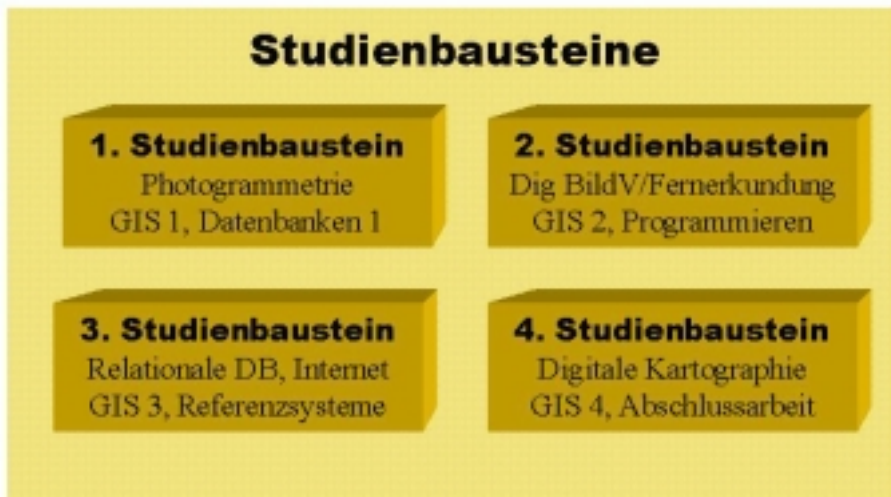 Studienbausteine
1. Studienbaustein
Photogrammetrie
GIS 1, Datenbanken 1
2. Studienbaustein
Dig BildV/Fernerkundung
GIS 2, Programmieren
3. Studienbaustein
Relationale DB, Internet
GIS 3, Referenzsysteme
4. Studienbaustein
Digitale Kartographie
GIS 4, Abschlussarbeit